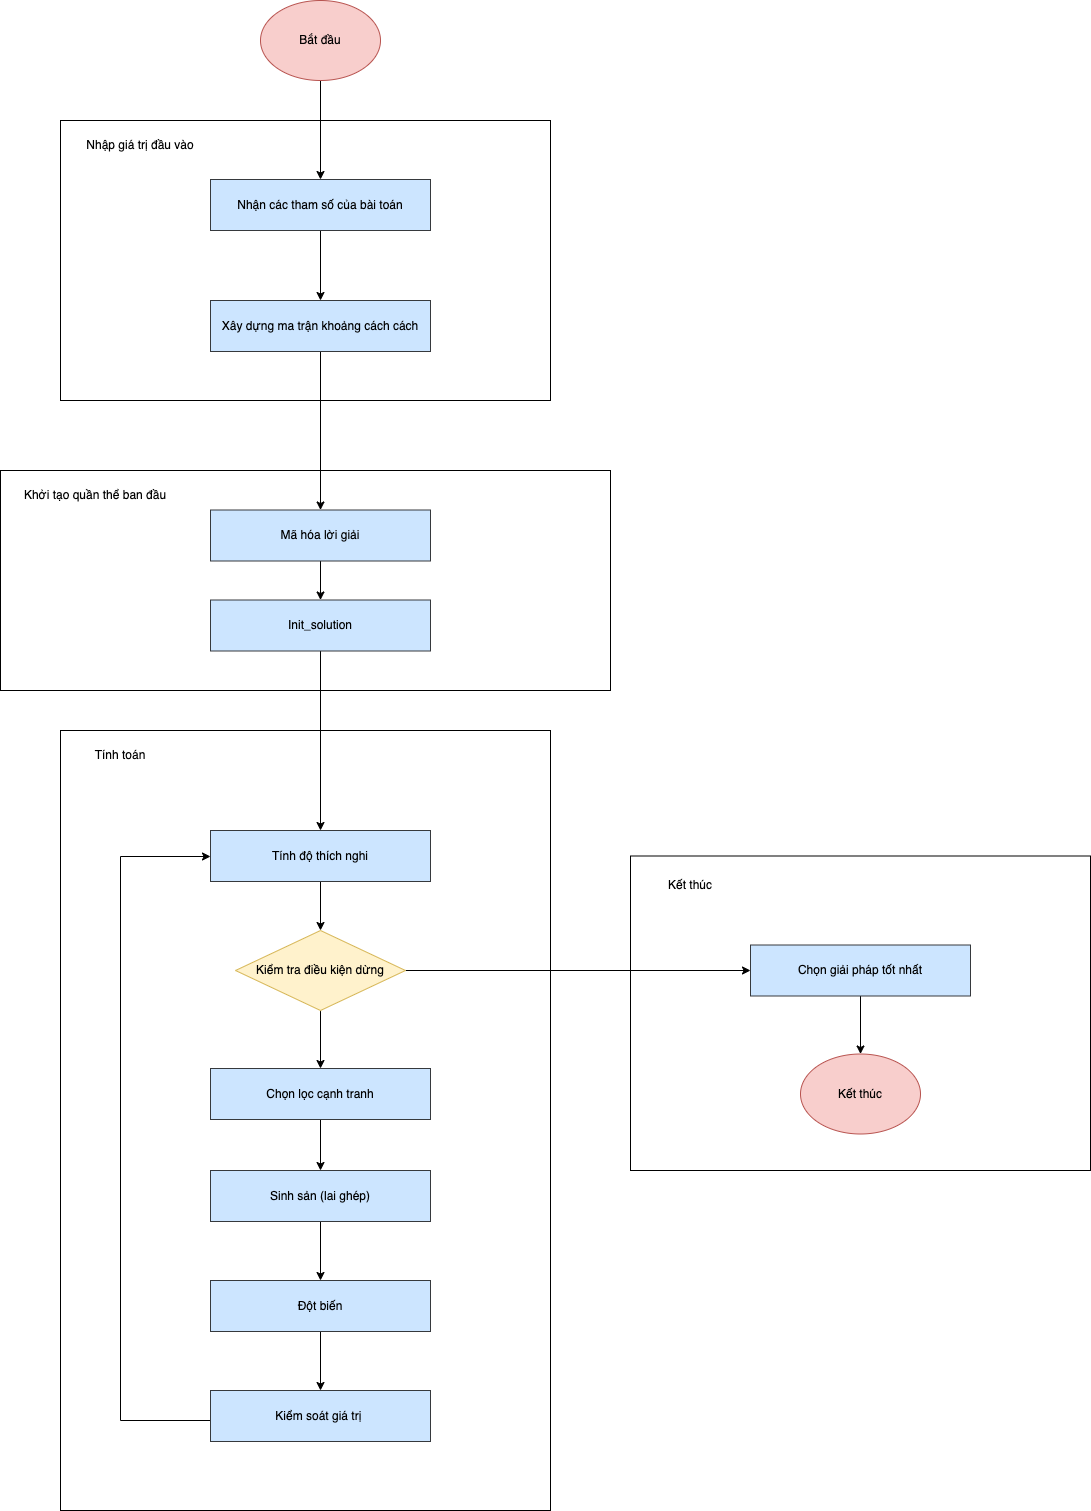 Bắt đầu
Nhập giá trị đầu vào
Nhận các tham số của bài toán
Xây dựng ma trận khoảng cách cách
Khởi tạo quần thể ban đầu
Mã hóa lời giải
Init_solution
Tính toán
Tính độ thích nghi
Kiểm tra điều kiện dừng
Chọn lọc cạnh tranh
Sinh sản (lai ghép)
Đột biến
Kiểm soát giá trị
Kết thúc
Chọn giải pháp tốt nhất
Kết thúc